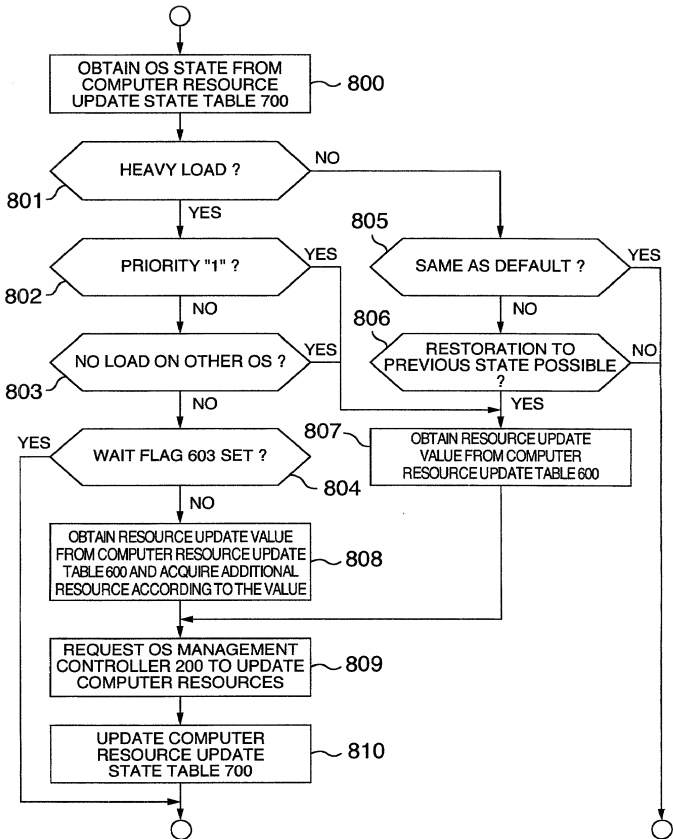 OBTAIN OS STATE FROM
COMPUTER RESOURCE
UPDATE STATE TABLE 700
800
HEAVY LOAD ?
NO
801
YES
805
PRIORITY "1" ?
YES
SAME AS DEFAULT ?
YES
802
NO
NO
806
NO LOAD ON OTHER OS ?
YES
RESTORATION TO
PREVIOUS STATE POSSIBLE
?
NO
803
NO
YES
807
YES
WAIT FLAG 603 SET ?
OBTAIN RESOURCE UPDATE
VALUE FROM COMPUTER
RESOURCE UPDATE TABLE 600
804
NO
OBTAIN RESOURCE UPDATE VALUE
FROM COMPUTER RESOURCE UPDATE
TABLE 600 AND ACQUIRE ADDITIONAL
RESOURCE ACCORDING TO THE VALUE
808
REQUEST OS MANAGEMENT
CONTROLLER 200 TO UPDATE
COMPUTER RESOURCES
809
UPDATE COMPUTER
RESOURCE UPDATE
STATE TABLE 700
810